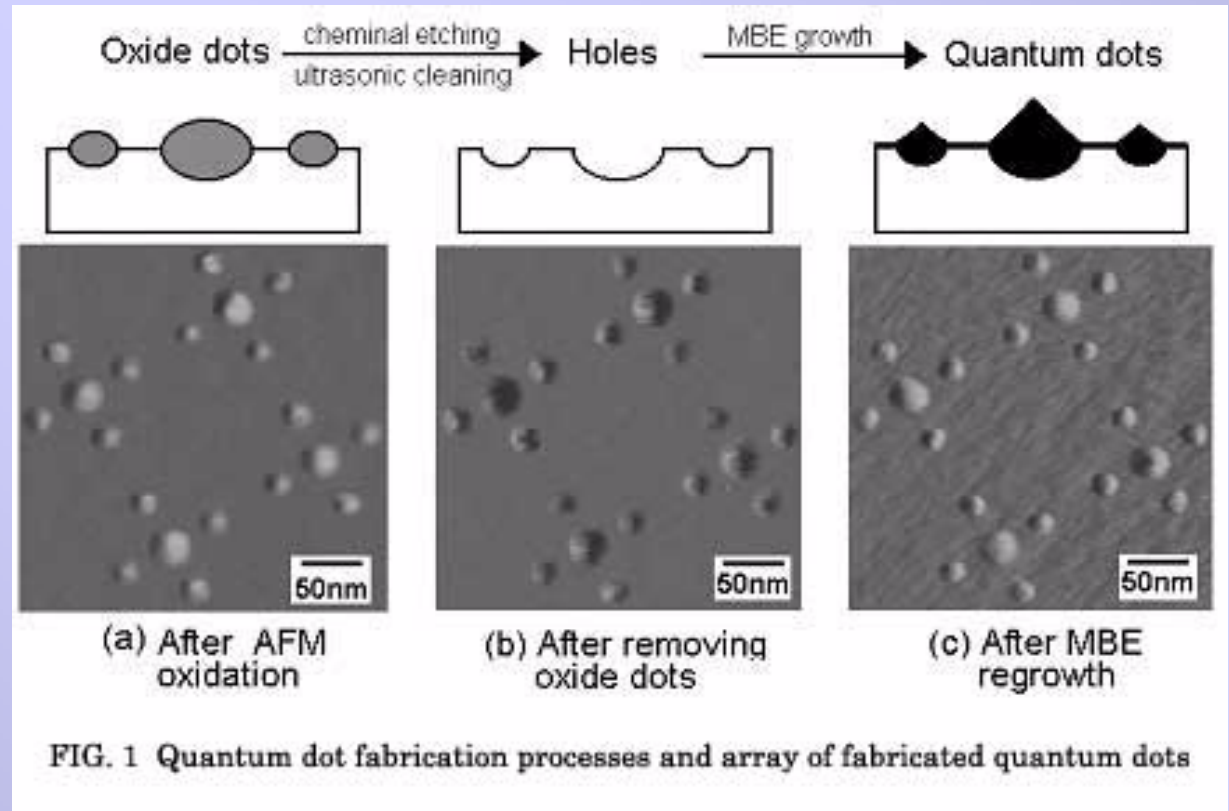 Oxide dots cheminal etching Holes MBE growth Quantum dots
ultrasonic cleaning
50nm 50nm 50nm
(a) After AFM oxidation
(b) After removing oxide dots
(c) After MBE regrowth
FIG. 1 Quantum dot fabrication processes and array of fabricated quantum dots